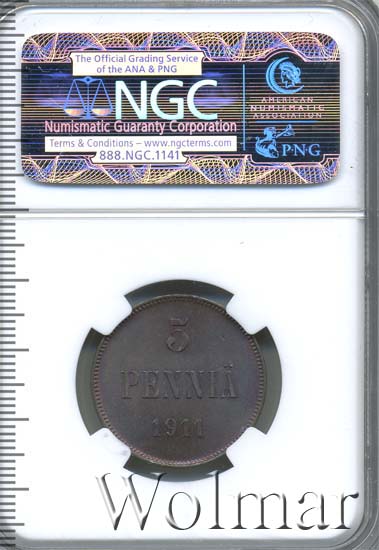 The Official Grading Service
of the ANA & PNG
NGC
Numismatic Guaranty Corporation
Terms & Conditions – www.ngcterms.com
888.NGC.1141
AMERICAN
NUMISMATIC
ASSOCIATION
PNG
5
PENNIÄ
1911
Wolmar